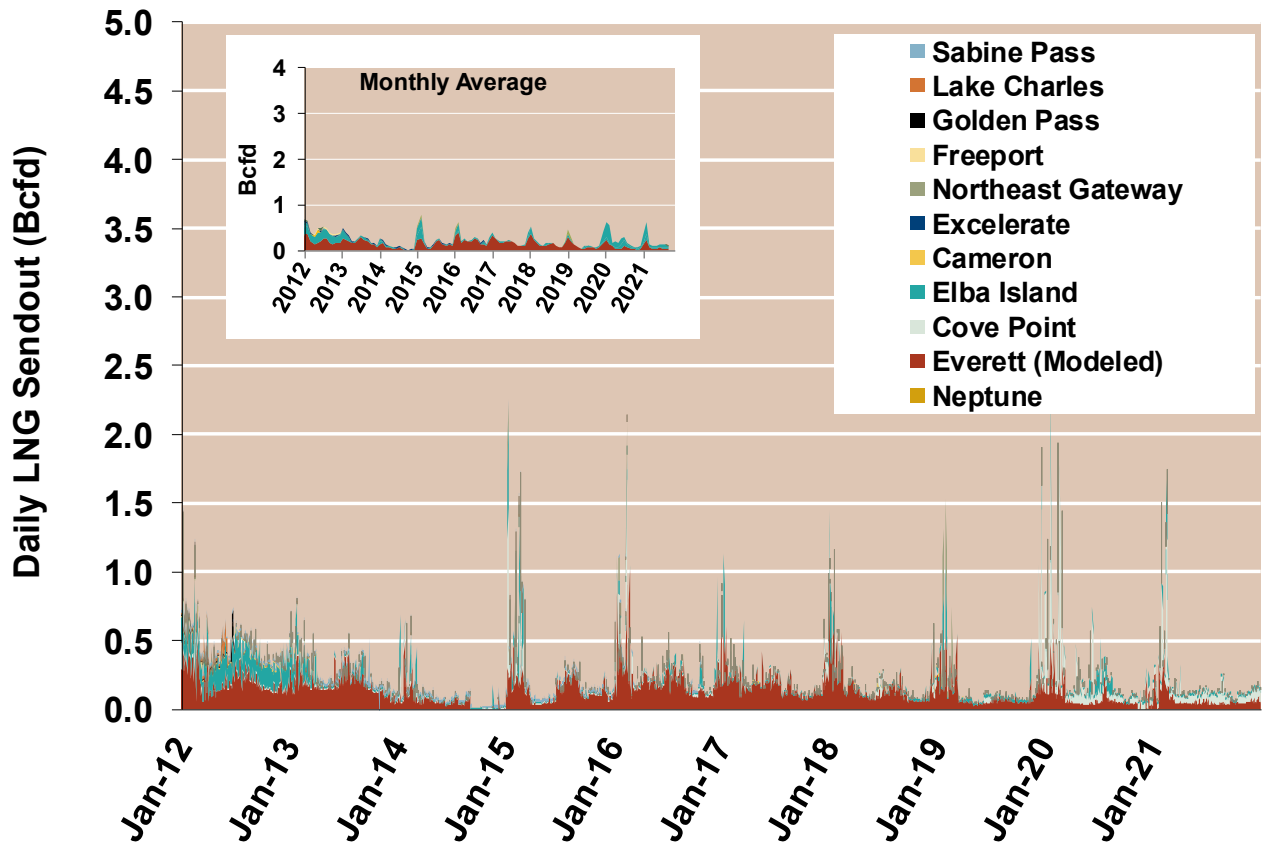 Daily LNG Sendout (Bcfd)
5.0
4.5
4.0
3.5
3.0
2.5
2.0
1.5
1.0
0.5
0.0
Monthly Average
Bcfd
4
3
2
1
0
2012
2013
2014
2015
2016
2017
2018
2019
2020
2021
Sabine Pass
Lake Charles
Golden Pass
Freeport
Northeast Gateway
Excelerate
Cameron
Elba Island
Cove Point
Everett (Modeled)
Neptune
Jan-12
Jan-13
Jan-14
Jan-15
Jan-16
Jan-17
Jan-18
Jan-19
Jan-20
Jan-21